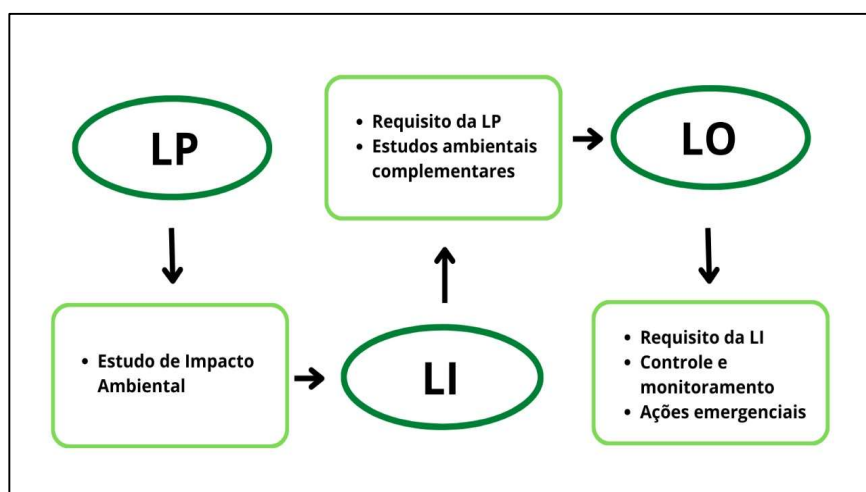 LP
• Estudo de Impacto
Ambiental
LI
• Requisito da LP
• Estudos ambientais
complementares
LO
• Requisito da LI
• Controle e
monitoramento
• Ações emergenciais